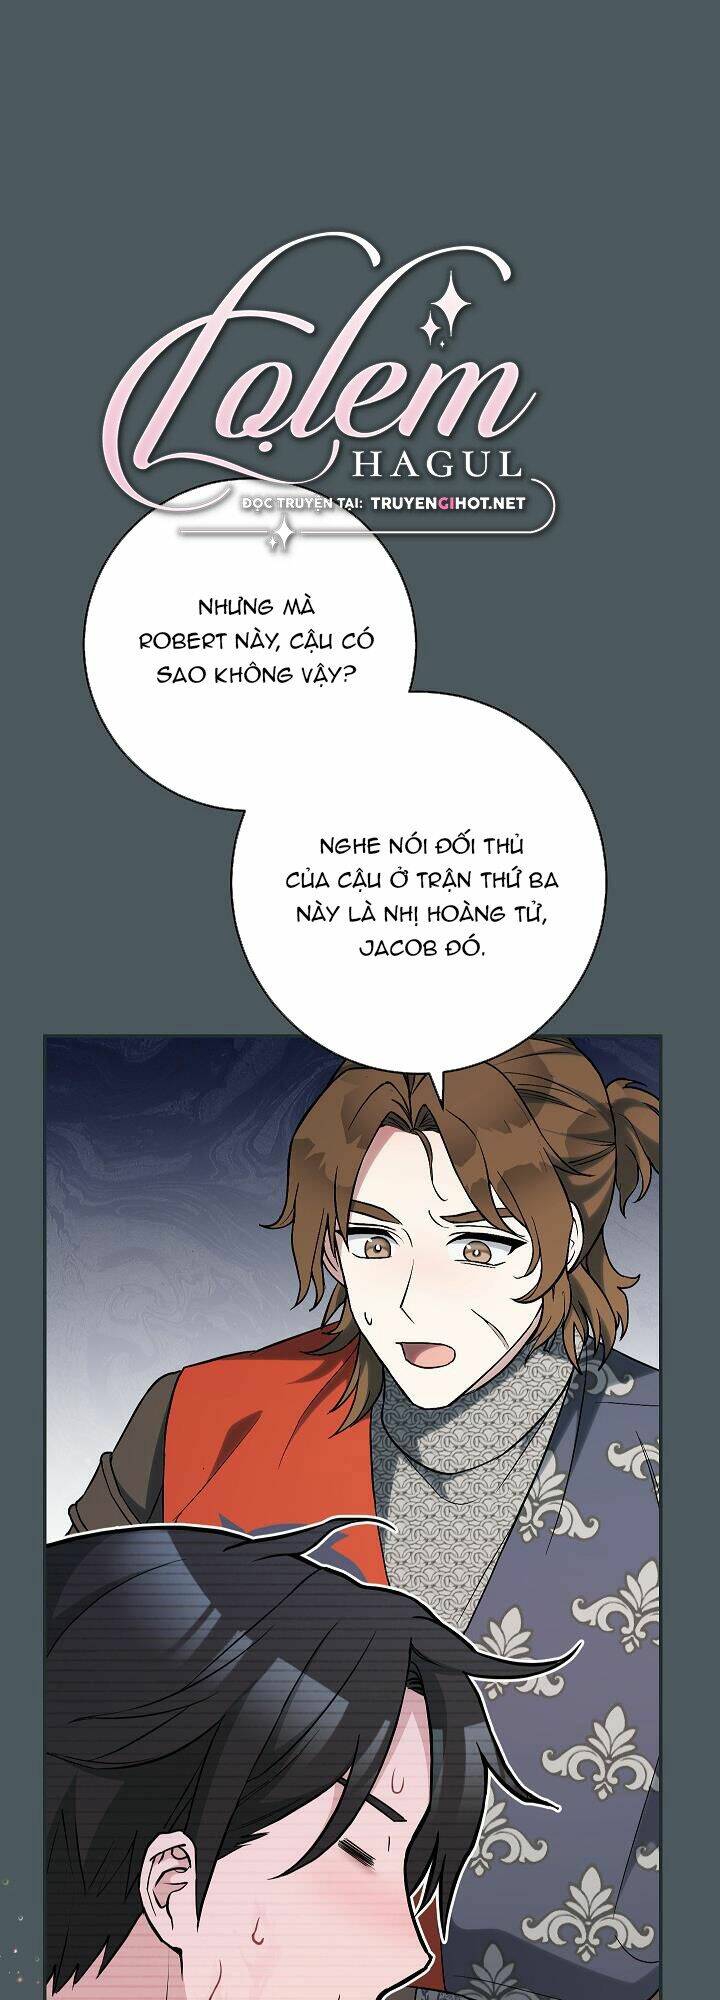 Lọlem
HAGUL
ĐỌC TRUYỆN TẠI: TRUYENGIHOT.NET
NHƯNG MÀ
ROBERT NÀY, CẬU CÓ
SAO KHÔNG VẬY?
NGHE NÓI ĐỐI THỦ
CỦA CẬU Ở TRẬN THỨ BA
NÀY LÀ NHỊ HOÀNG TỬ,
JACOB ĐÓ.